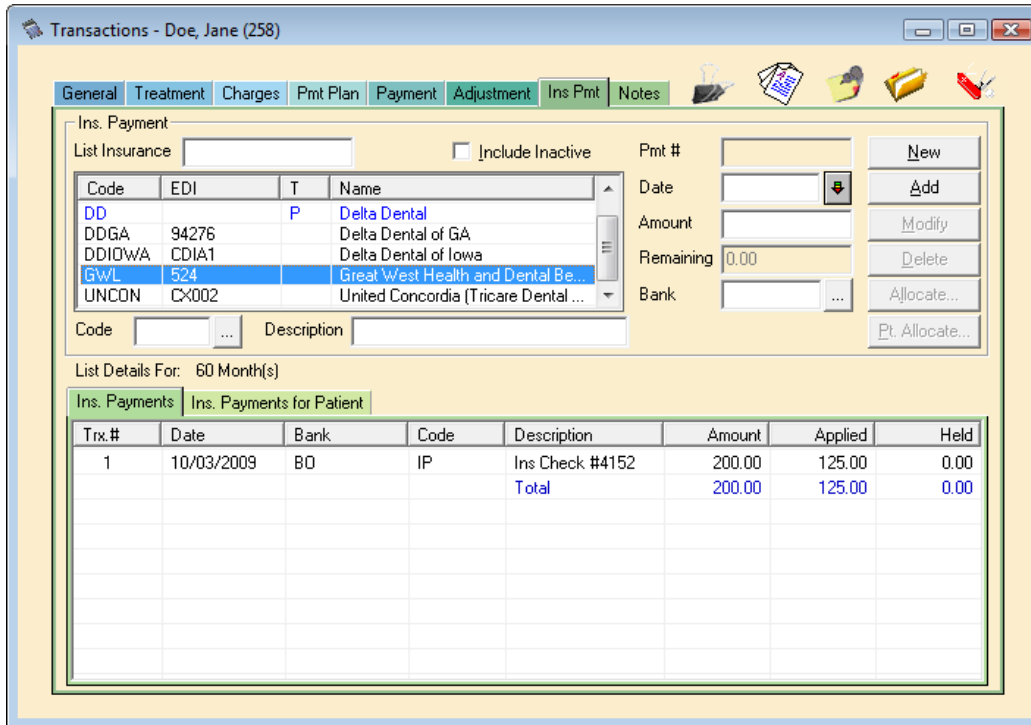 Transactions - Doe, Jane (258)
General Treatment Charges Pmt Plan Payment Adjustment Ins Pmt Notes
Ins. Payment
List Insurance Include Inactive Pmt # New
Code EDI T Name Date Add
DD P Delta Dental
DDGA 94276 Delta Dental of GA Amount Modify
DDIOWA CDIA1 Delta Dental of Iowa Remaining 0.00 Delete
GWL 524 Great West Health and Dental Be...
UNCON CX002 United Concordia (Tricare Dental ... Bank ... Allocate...
Code ... Description Pt. Allocate...
List Details For: 60 Month(s)
Ins. Payments Ins. Payments for Patient
Trx.# Date Bank Code Description Amount Applied Held
1 10/03/2009 BO IP Ins Check #4152 200.00 125.00 0.00
Total 200.00 125.00 0.00